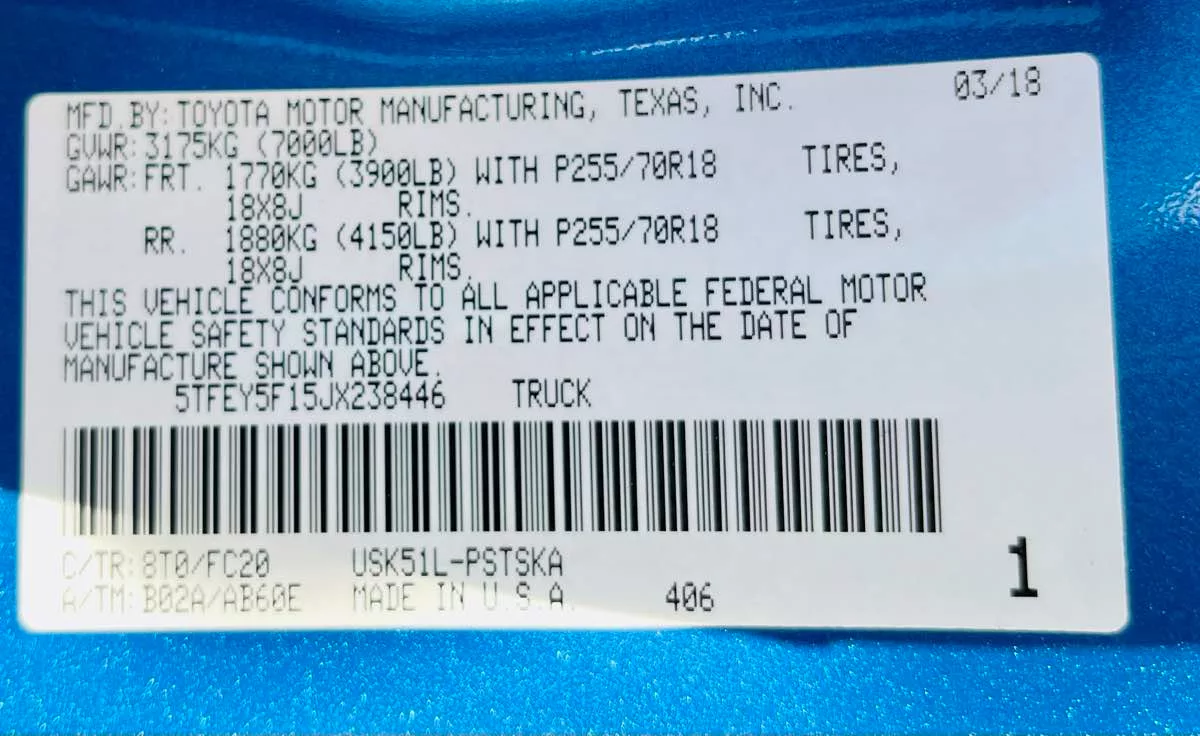 MFD.BY:TOYOTA MOTOR MANUFACTURING, TEXAS, INC. 03/18
GVWR:3175KG (7000LB)
GAWR:FRT. 1770KG (3900LB) WITH P255/70R18 TIRES,
18X8J RIMS.
RR. 1880KG (4150LB) WITH P255/70R18 TIRES,
18X8J RIMS.
THIS VEHICLE CONFORMS TO ALL APPLICABLE FEDERAL MOTOR
VEHICLE SAFETY STANDARDS IN EFFECT ON THE DATE OF
MANUFACTURE SHOWN ABOVE.
5TFEY5F15JX238446 TRUCK
C/TR:8T0/FC20 USK51L-PSTSKA
A/TM:B02A/AB60E MADE IN U.S.A. 406
1